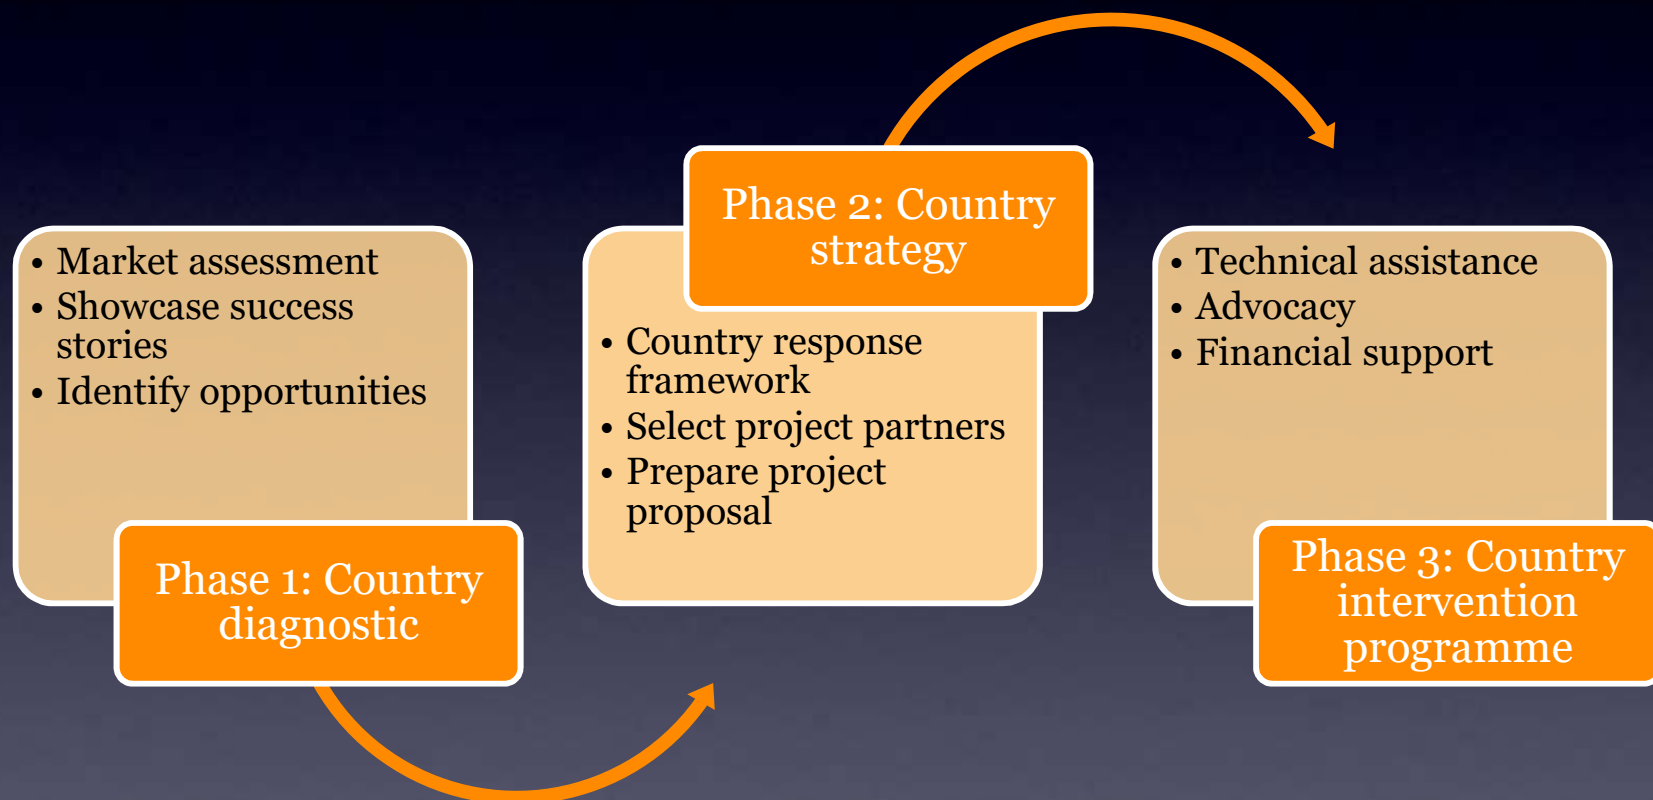 • Market assessment
• Showcase success
stories
• Identify opportunities
Phase 1: Country
diagnostic
Phase 2: Country
strategy
• Country response
framework
• Select project partners
• Prepare project
proposal
• Technical assistance
• Advocacy
• Financial support
Phase 3: Country
intervention
programme